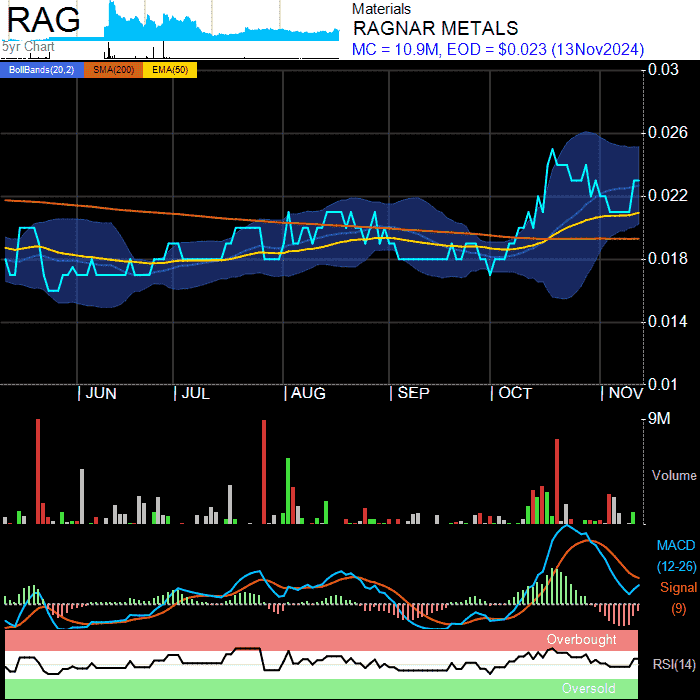 RAG
5yr Chart
Materials
RAGNAR METALS
MC = 10.9M, EOD = $0.023 (13Nov2024)
BollBands(20,2) SMA(200) EMA(50)
0.03
0.026
0.022
0.018
0.014
0.01
| JUN | JUL | AUG | SEP | OCT | NOV
9M
Volume
MACD
(12-26)
Signal
(9)
Overbought
RSI(14)
Oversold